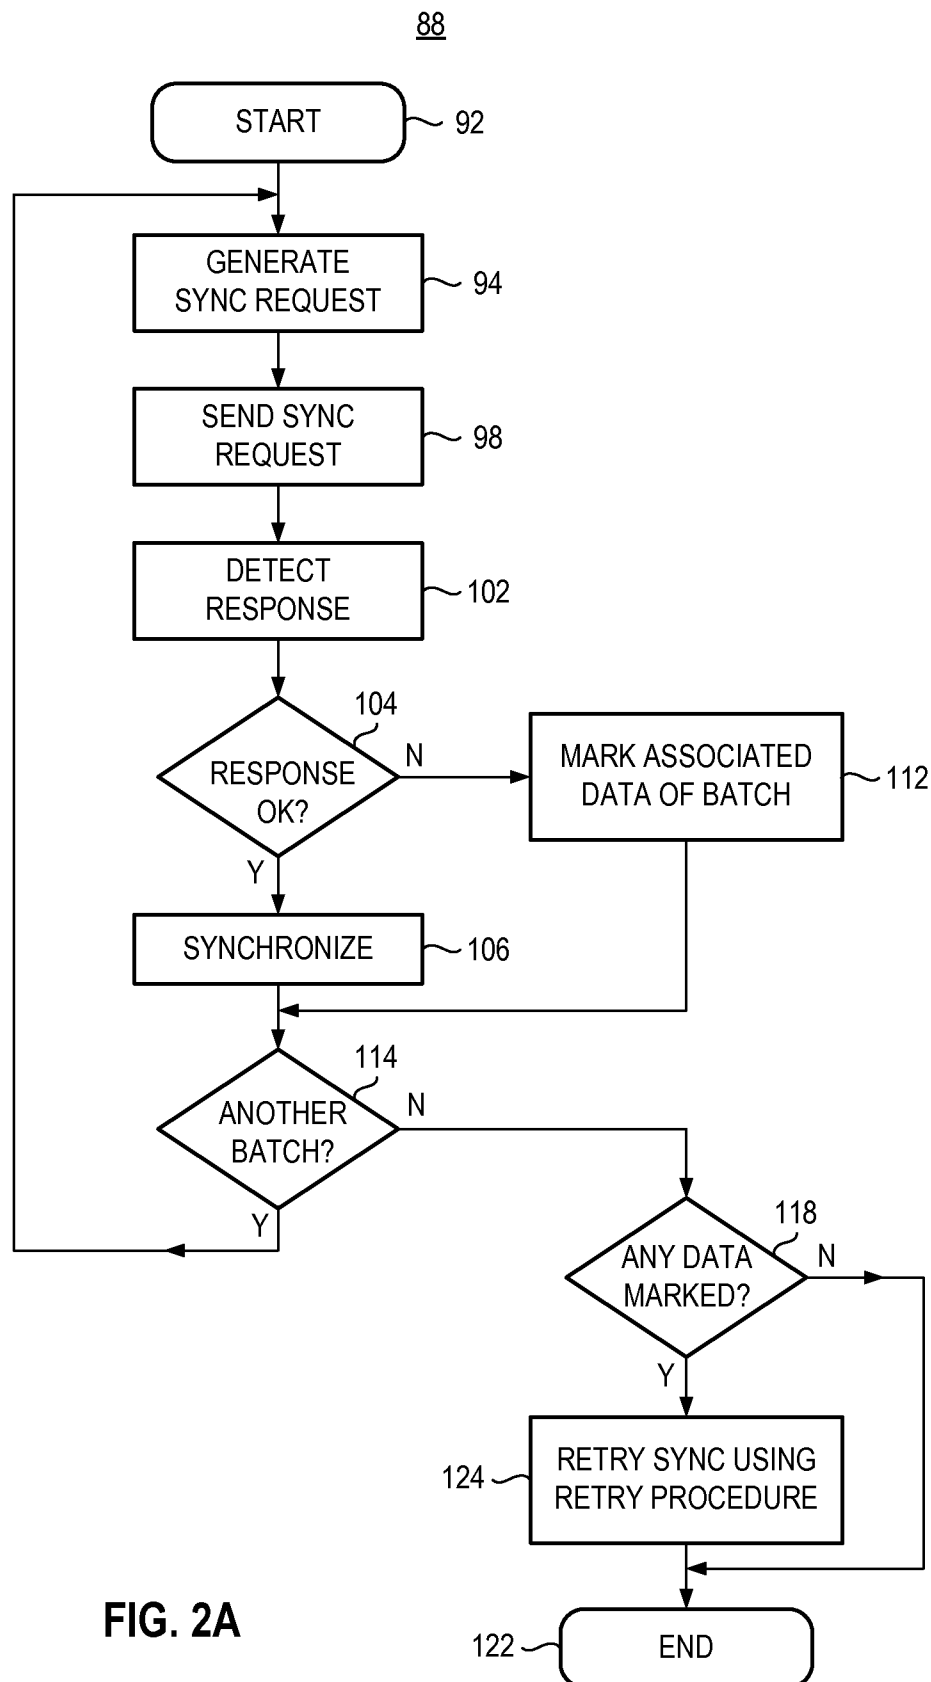 88
START
92
GENERATE
SYNC REQUEST
94
SEND SYNC
REQUEST
98
DETECT
RESPONSE
102
104
RESPONSE
OK?
N
Y
MARK ASSOCIATED
DATA OF BATCH
112
SYNCHRONIZE
106
114
ANOTHER
BATCH?
N
Y
118
ANY DATA
MARKED?
N
Y
124
RETRY SYNC USING
RETRY PROCEDURE
122
END
FIG. 2A